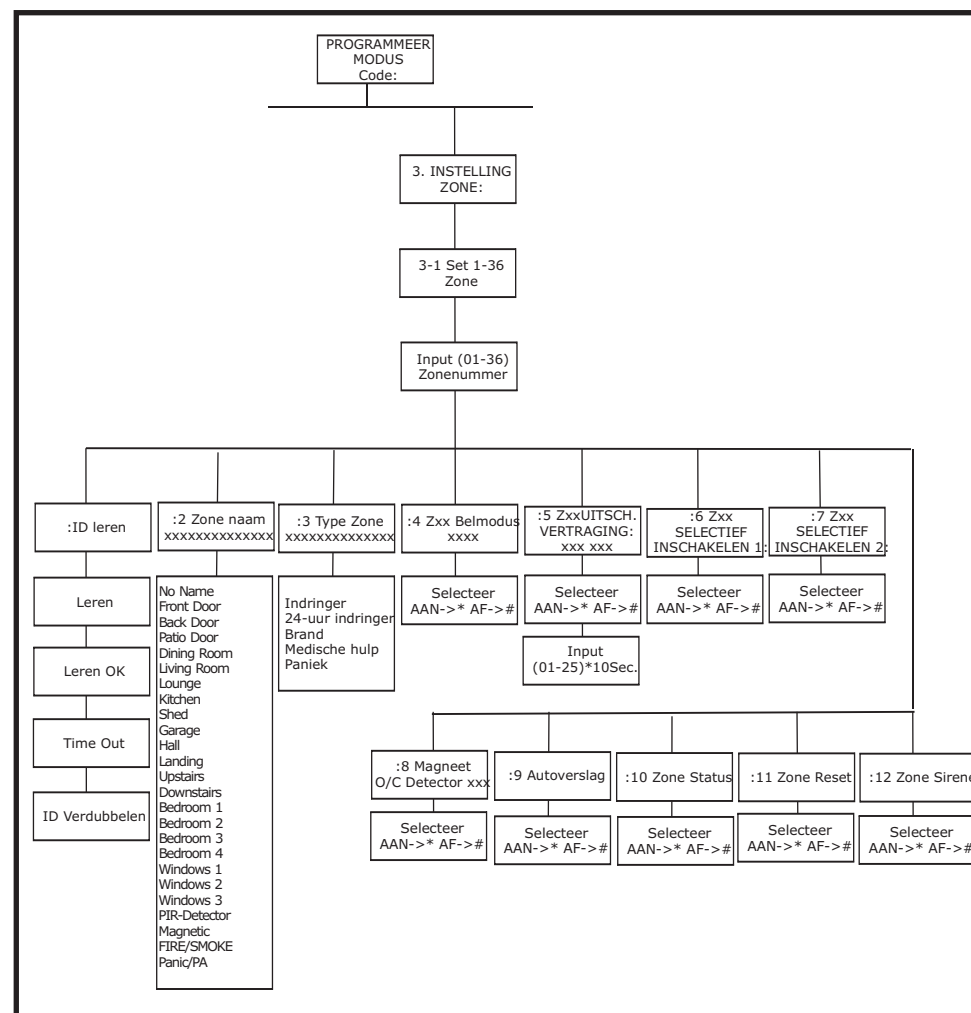 PROGRAMMEER
MODUS
Code:
3. INSTELLING
ZONE:
3-1 Set 1-36
Zone
Input (01-36)
Zonenummer
:ID leren
Leren
Leren OK
Time Out
ID Verdubbelen
:2 Zone naam
xxxxxxxxxxxxxx
No Name
Front Door
Back Door
Patio Door
Dining Room
Living Room
Lounge
Kitchen
Shed
Garage
Hall
Landing
Upstairs
Downstairs
Bedroom 1
Bedroom 2
Bedroom 3
Bedroom 4
Windows 1
Windows 2
Windows 3
PIR-Detector
Magnetic
FIRE/SMOKE
Panic/PA
:3 Type Zone
xxxxxxxxxxxxxx
Indringer
24-uur indringer
Brand
Medische hulp
Paniek
:4 Zxx Belmodus
xxxx
Selecteer
AAN->* AF->#
:5 ZxxUITSCH.
VERTRAGING:
xxx xxx
Selecteer
AAN->* AF->#
Input
(01-25)*10Sec.
:6 Zxx
SELECTIEF
INSCHAKELEN 1:
Selecteer
AAN->* AF->#
:7 Zxx
SELECTIEF
INSCHAKELEN 2:
Selecteer
AAN->* AF->#
:8 Magneet
O/C Detector xxx
Selecteer
AAN->* AF->#
:9 Autoverslag
Selecteer
AAN->* AF->#
:10 Zone Status
Selecteer
AAN->* AF->#
:11 Zone Reset
Selecteer
AAN->* AF->#
:12 Zone Sirene
Selecteer
AAN->* AF->#